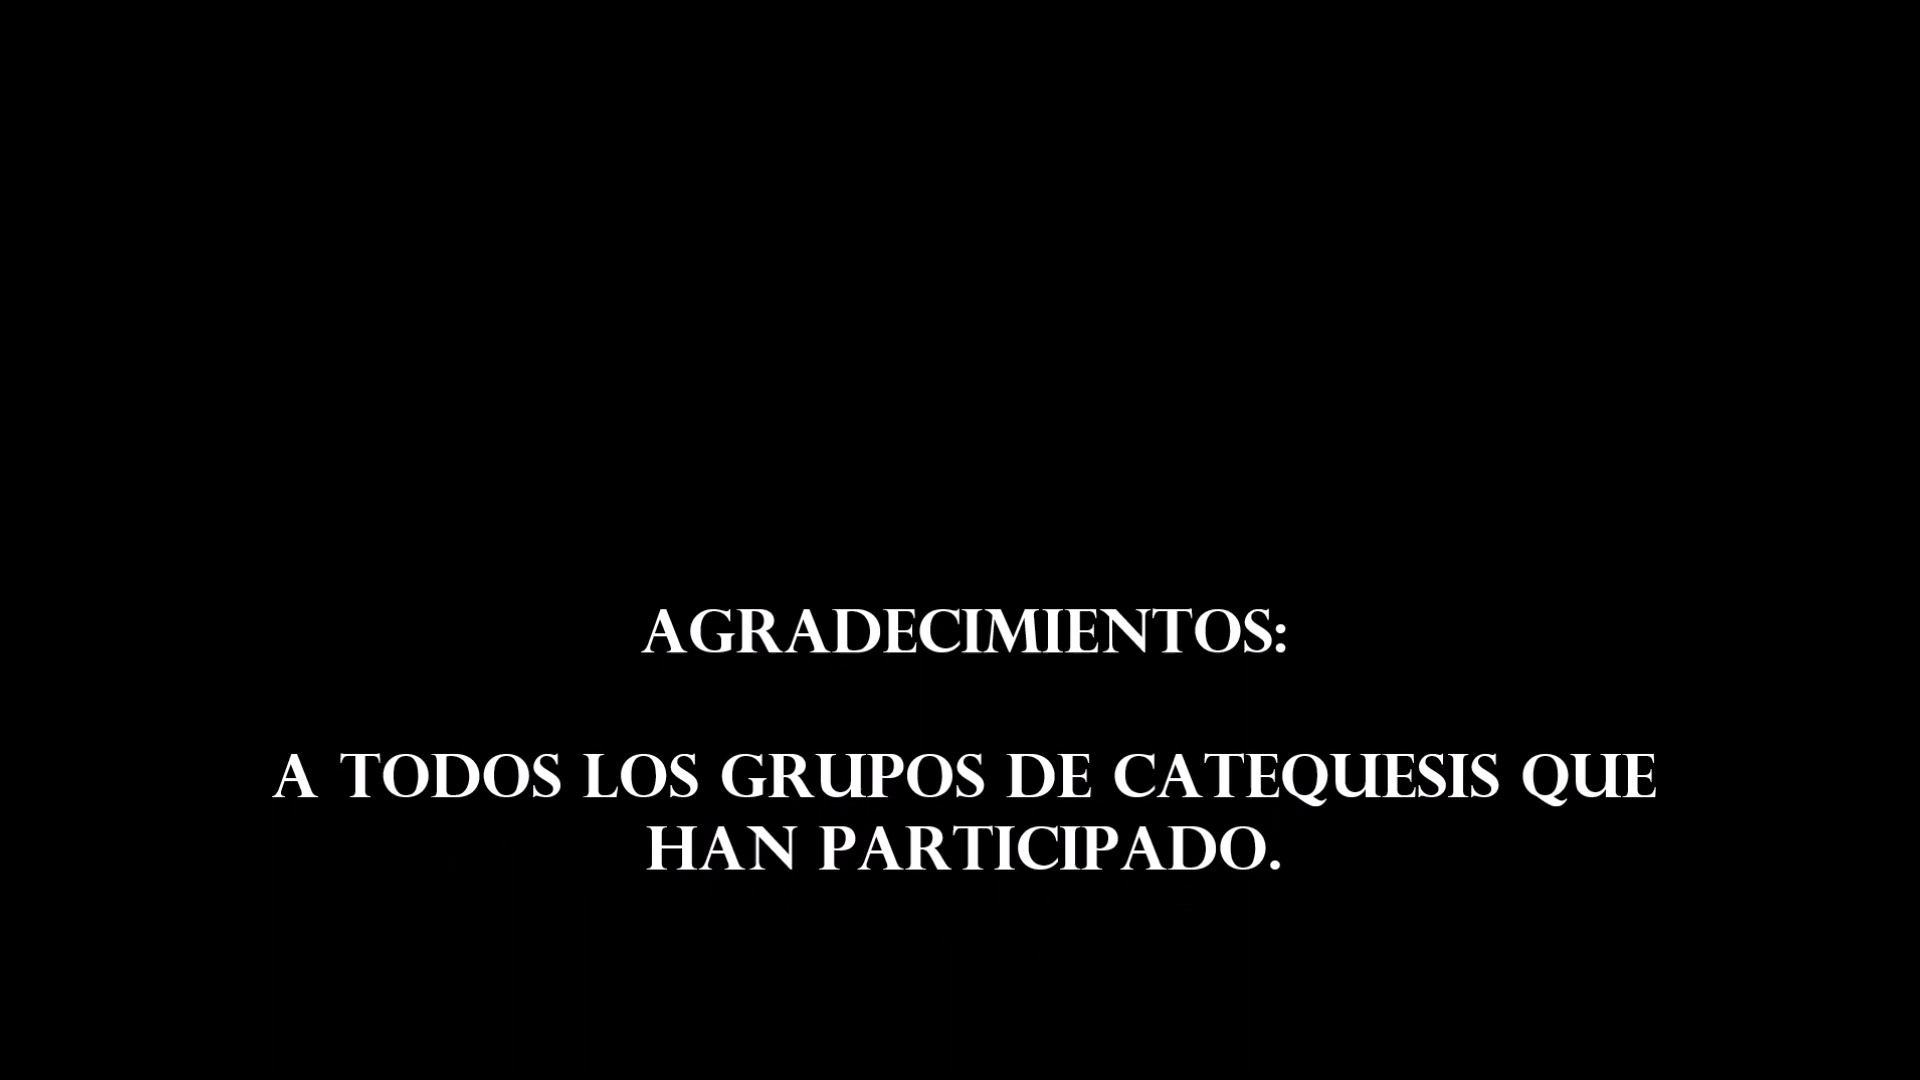 AGRADECIMIENTOS:
A TODOS LOS GRUPOS DE CATEQUESIS QUE
HAN PARTICIPADO.